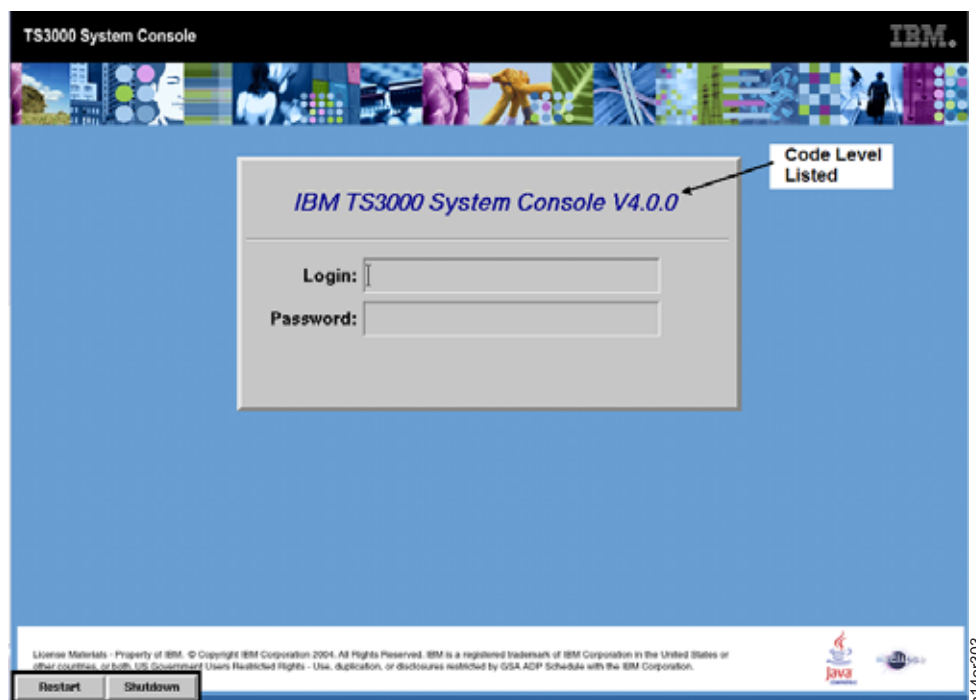 TS3000 System Console
IBM.
Code Level
Listed
IBM TS3000 System Console V4.0.0
Login:
Password:
License Materials - Property of IBM. © Copyright IBM Corporation 2004. All Rights Reserved. IBM is a registered trademark of IBM Corporation in the United States or
other countries, or both. US Government Users Restricted Rights - Use, duplication, or disclosures restricted by GSA ADP Schedule with the IBM Corporation.
Java
Restart
Shutdown